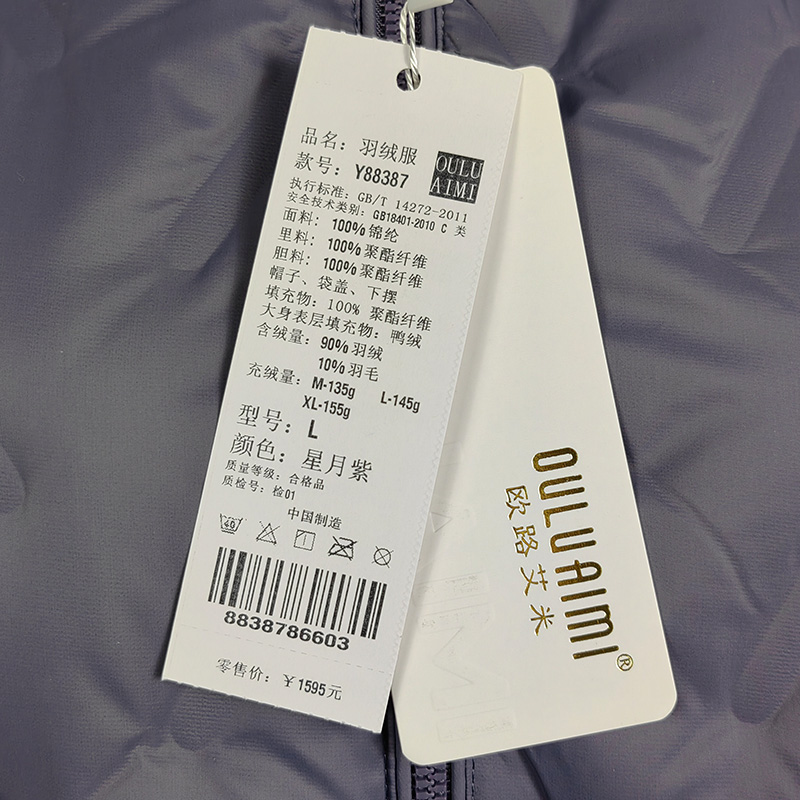 品名：羽绒服
款号：Y88387
OULU
AIMI
执行标准：GB/T 14272-2011
安全技术类别：GB18401-2010 C 类
面料：100%锦纶
里料：100%聚酯纤维
胆料：100%聚酯纤维
帽子、袋盖、下摆
填充物：100% 聚酯纤维
大身表层填充物：鸭绒
含绒量：90%羽绒
10%羽毛
充绒量：M-135g L-145g
XL-155g
型号：L
颜色：星月紫
质量等级：合格品
质检号：检01
中国制造
40
8838786603
零售价：￥1595元
OULUAIMI®
欧路艾米